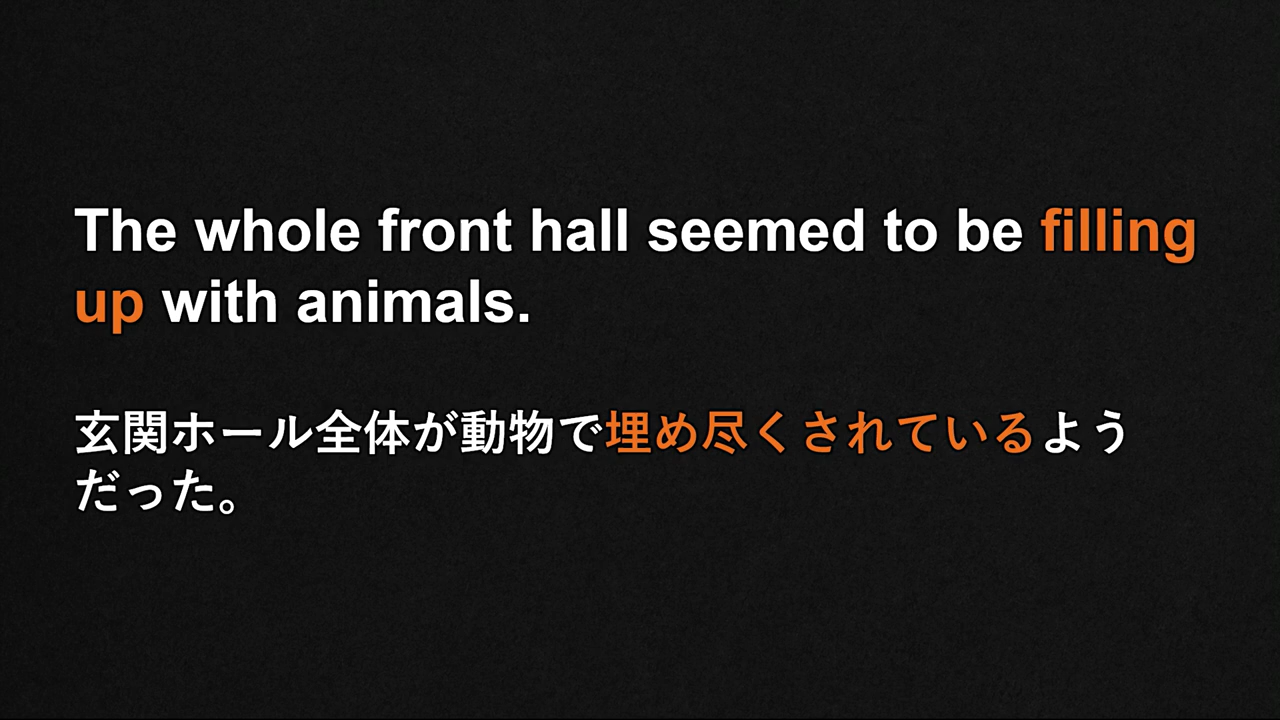 The whole front hall seemed to be filling
up with animals.
玄関ホール全体が動物で埋め尽くされているよう
だった。